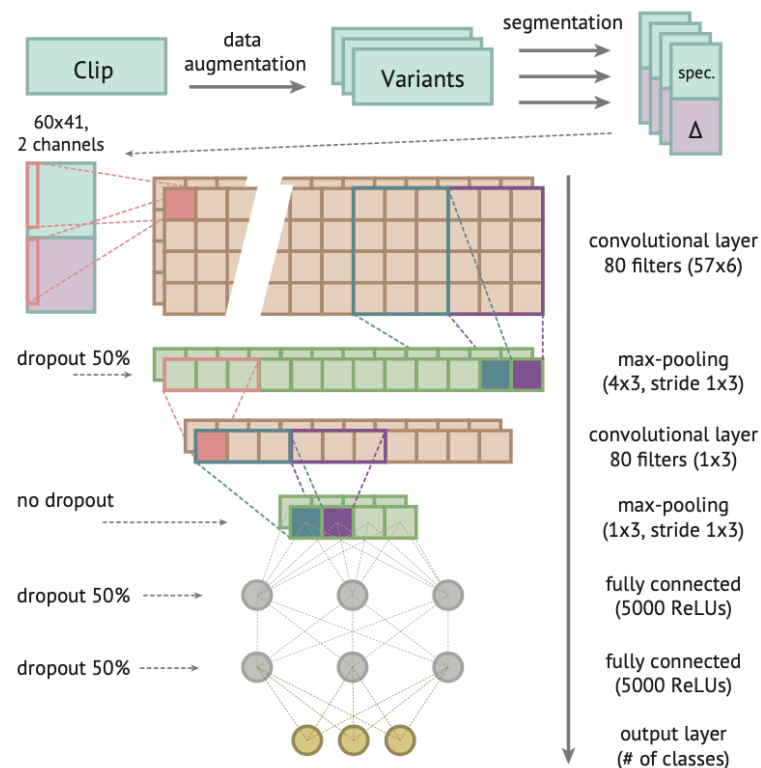 Clip
data
augmentation
Variants
segmentation
spec.
Δ
60x41,
2 channels
convolutional layer
80 filters (57x6)
dropout 50%
max-pooling
(4x3, stride 1x3)
convolutional layer
80 filters (1x3)
no dropout
max-pooling
(1x3, stride 1x3)
dropout 50%
fully connected
(5000 ReLUs)
dropout 50%
fully connected
(5000 ReLUs)
output layer
(# of classes)